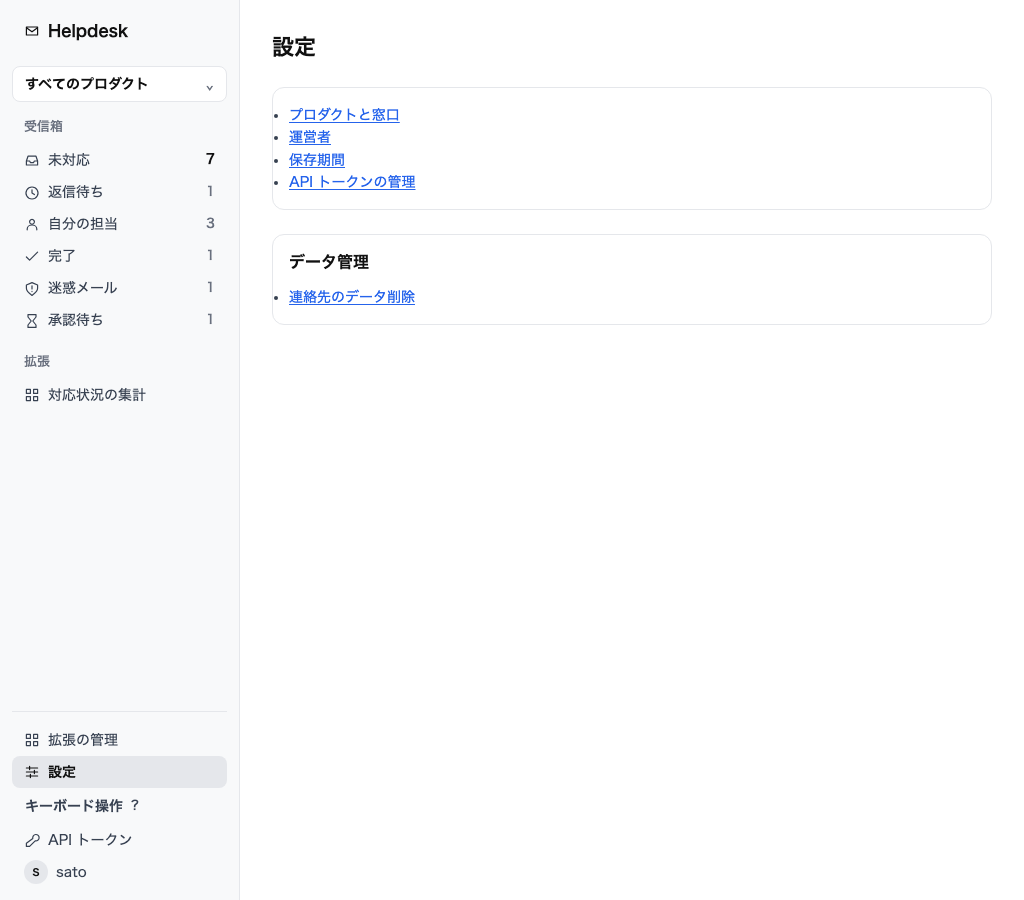 Helpdesk
すべてのプロダクト
受信箱
未対応 7
返信待ち 1
自分の担当 3
完了 1
迷惑メール 1
承認待ち 1
拡張
対応状況の集計
拡張の管理
設定
キーボード操作 ?
API トークン
S sato
設定
プロダクトと窓口
運営者
保存期間
API トークンの管理
データ管理
連絡先のデータ削除